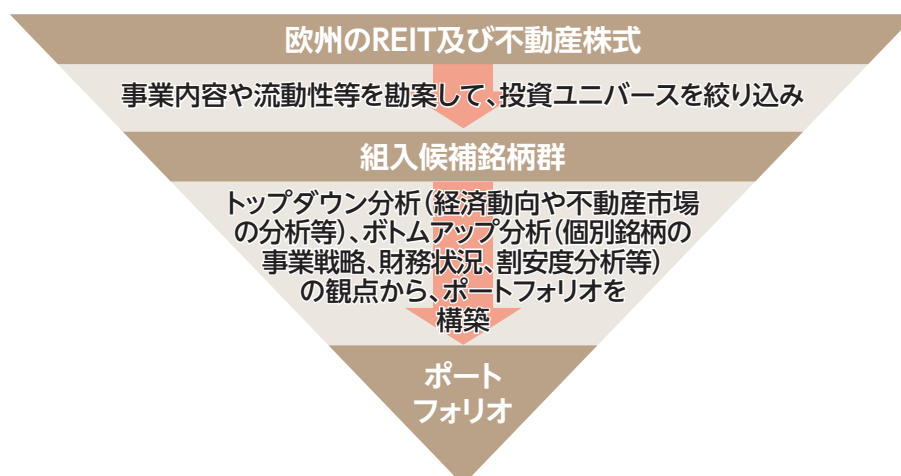 欧州のREIT及び不動産株式
事業内容や流動性等を勘案して、投資ユニバースを絞り込み
組入候補銘柄群
トップダウン分析(経済動向や不動産市場
の分析等)、ボトムアップ分析(個別銘柄の
事業戦略、財務状況、割安度分析等)
の観点から、ポートフォリオを
構築
ポート
フォリオ